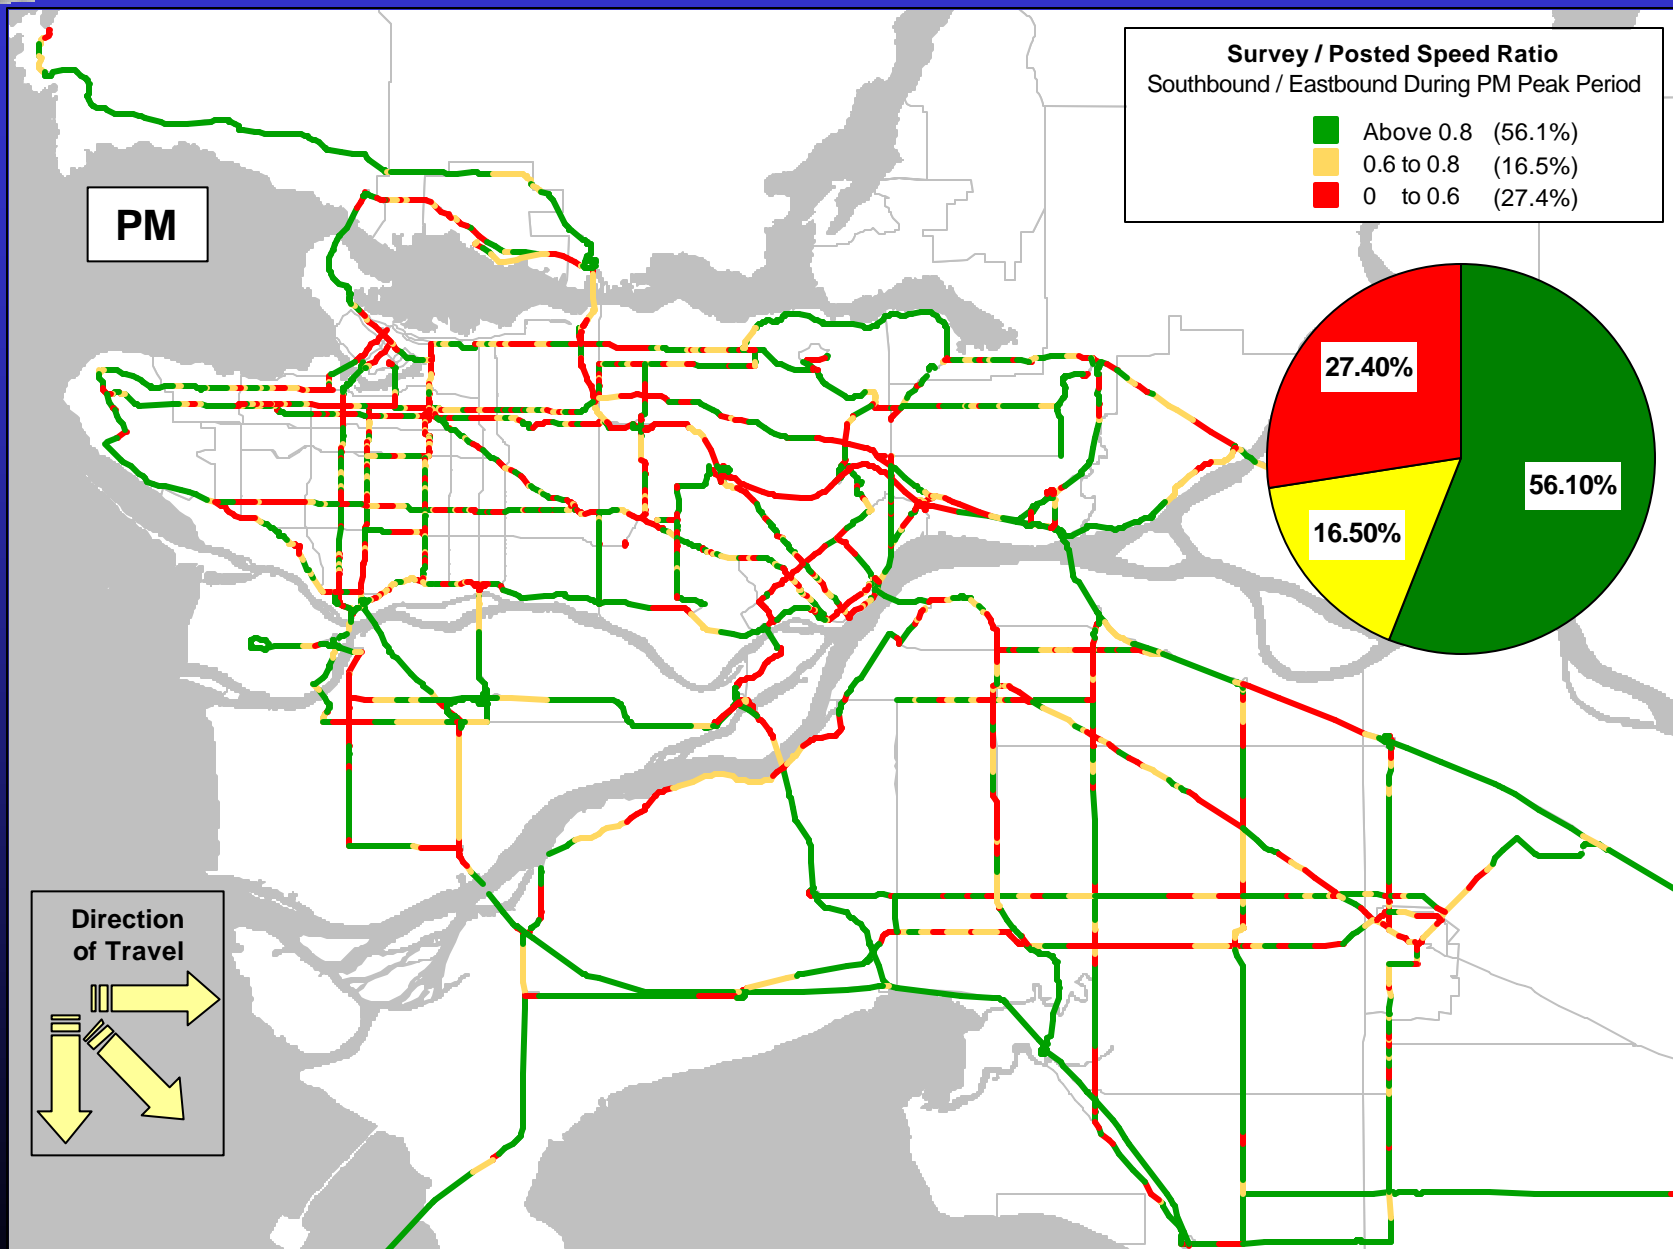 Survey / Posted Speed Ratio
Southbound / Eastbound During PM Peak Period
Above 0.8 (56.1%)
0.6 to 0.8 (16.5%)
0 to 0.6 (27.4%)
PM
27.40%
56.10%
16.50%
Direction
of Travel